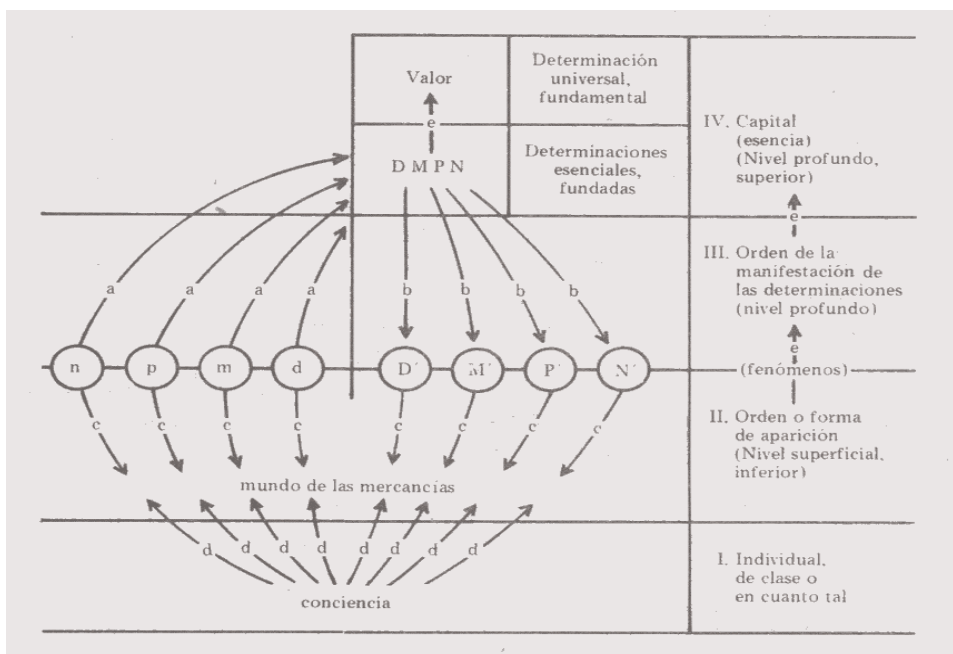 Valor
Determinación
universal,
fundamental
e
D M P N
Determinaciones
esenciales,
fundadas
IV. Capital
(esencia)
(Nivel profundo,
superior)
e
III. Orden de la
manifestación de
las determinaciones
(nivel profundo)
a a a a b b b b
e
n p m d D´ M´ P´ N´ (fenómenos)
c c c c c c c c
II. Orden o forma
de aparición
(Nivel superficial,
inferior)
mundo de las mercancías
d d d d d d d d
conciencia
I. Individual,
de clase o
en cuanto tal